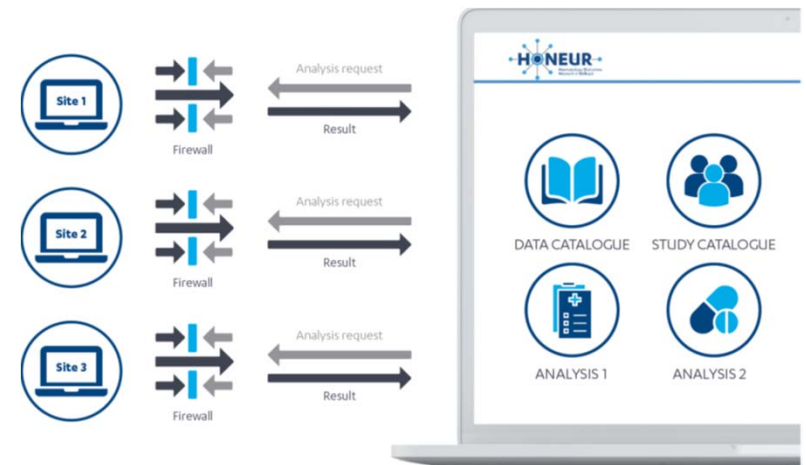 HONEUR
Site 1
Firewall
Analysis request
Result
Site 2
Firewall
Analysis request
Result
Site 3
Firewall
Analysis request
Result
DATA CATALOGUE
STUDY CATALOGUE
ANALYSIS 1
ANALYSIS 2